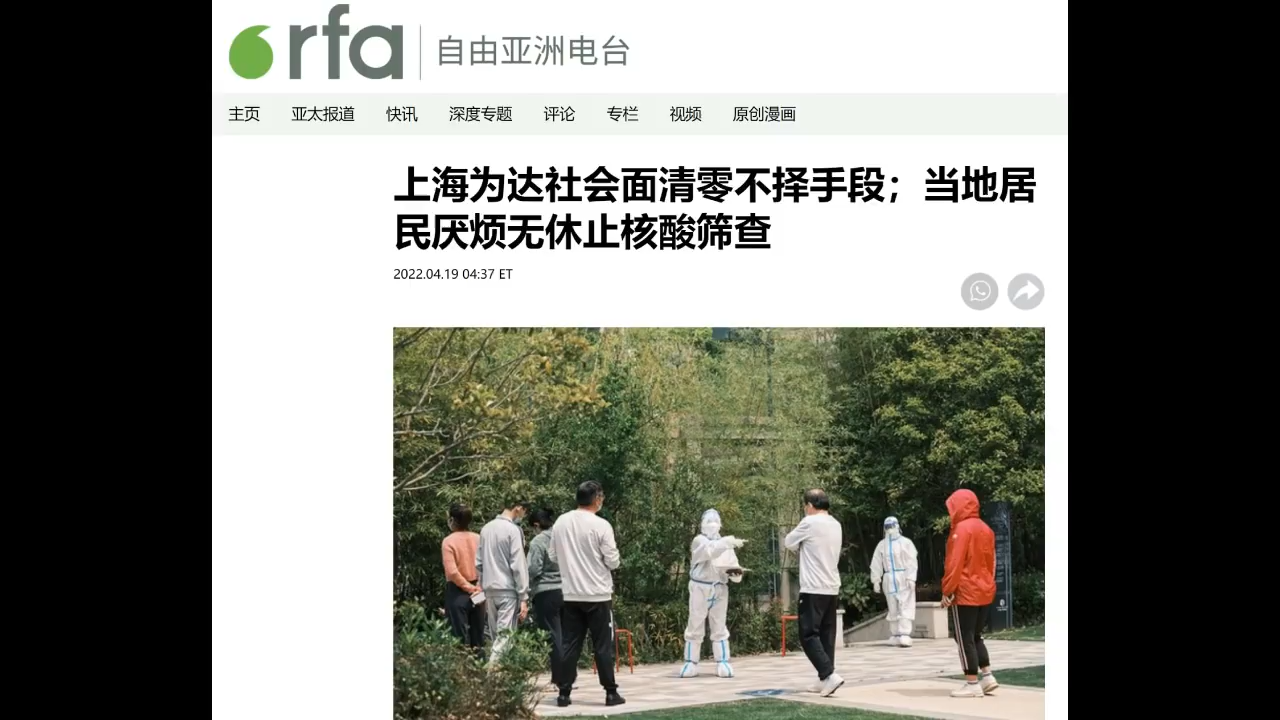 rfa 自由亚洲电台
主页 亚太报道 快讯 深度专题 评论 专栏 视频 原创漫画
上海为达社会面清零不择手段；当地居
民厌烦无休止核酸筛查
2022.04.19 04:37 ET